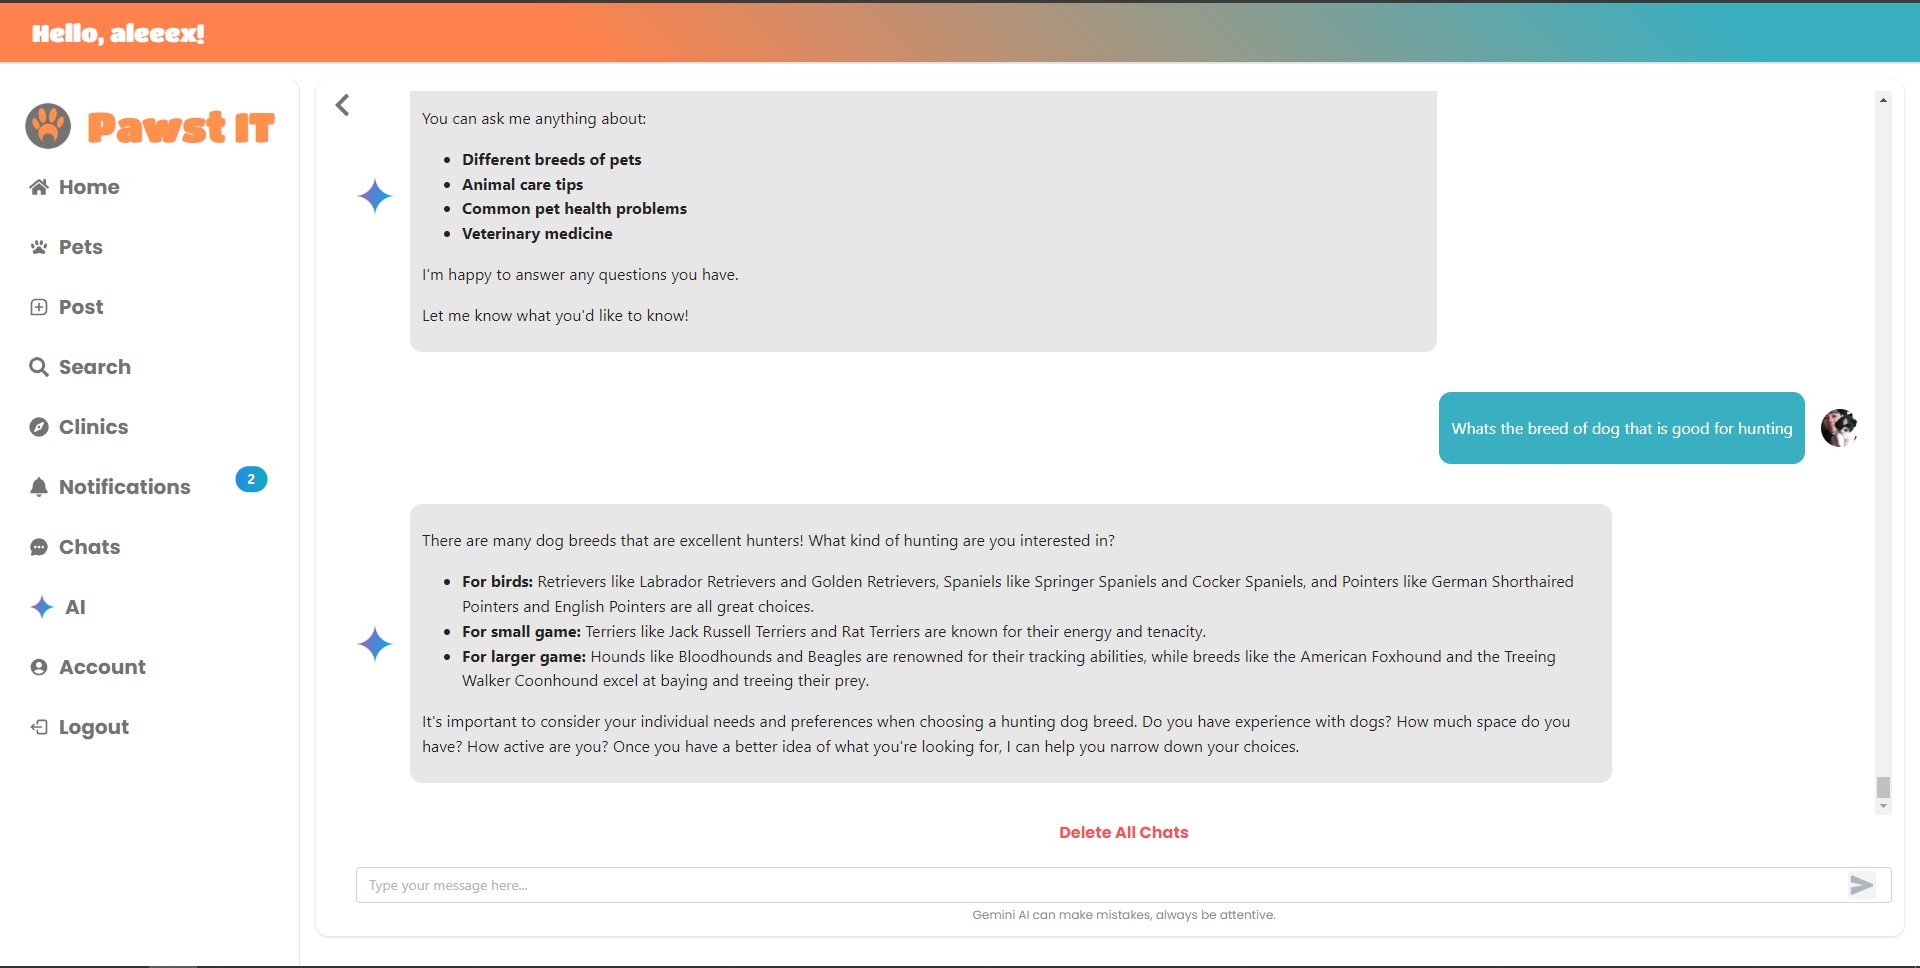 Hello, aleeex!
Pawst IT
Home
Pets
Post
Search
Clinics
Notifications
2
Chats
AI
Account
Logout
You can ask me anything about:
Different breeds of pets
Animal care tips
Common pet health problems
Veterinary medicine
I'm happy to answer any questions you have.
Let me know what you'd like to know!
Whats the breed of dog that is good for hunting
There are many dog breeds that are excellent hunters! What kind of hunting are you interested in?
For birds: Retrievers like Labrador Retrievers and Golden Retrievers, Spaniels like Springer Spaniels and Cocker Spaniels, and Pointers like German Shorthaired
Pointers and English Pointers are all great choices.
For small game: Terriers like Jack Russell Terriers and Rat Terriers are known for their energy and tenacity.
For larger game: Hounds like Bloodhounds and Beagles are renowned for their tracking abilities, while breeds like the American Foxhound and the Treeing
Walker Coonhound excel at baying and treeing their prey.
It's important to consider your individual needs and preferences when choosing a hunting dog breed. Do you have experience with dogs? How much space do you
have? How active are you? Once you have a better idea of what you're looking for, I can help you narrow down your choices.
Delete All Chats
Type your message here...
Gemini AI can make mistakes, always be attentive.